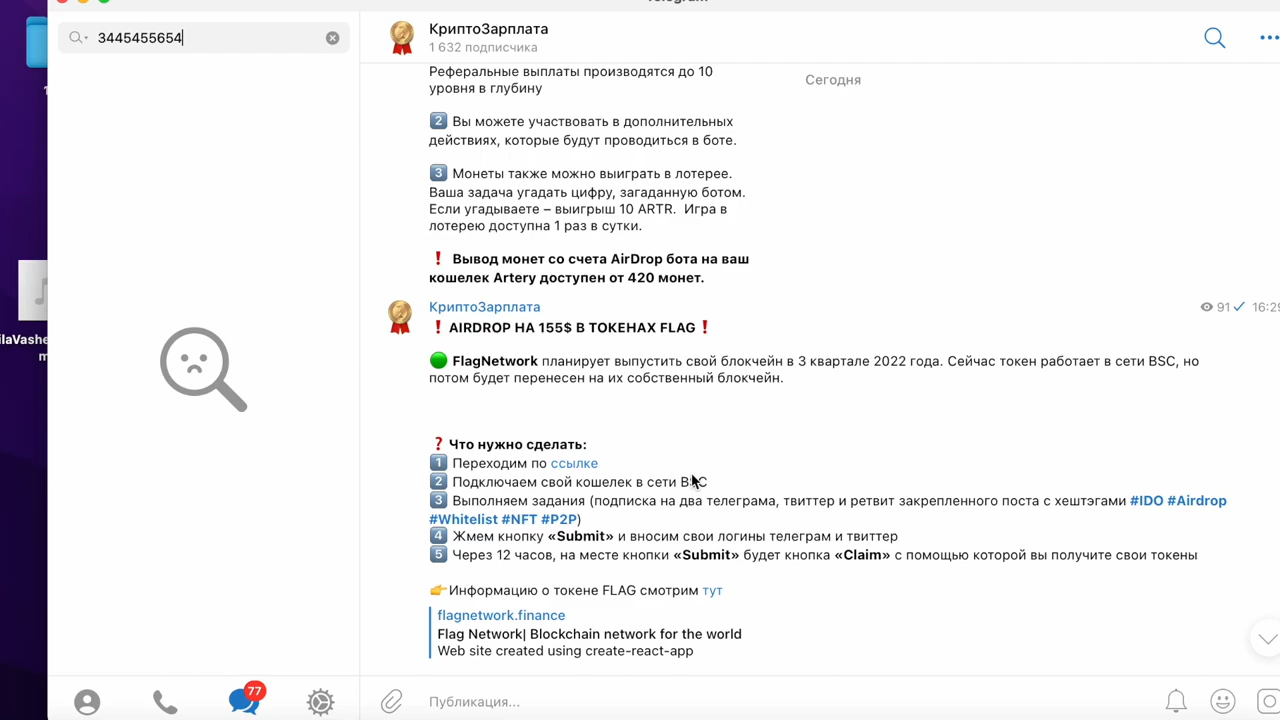 3445455654
КриптоЗарплата
1 632 подписчика
Реферальные выплаты производятся до 10
уровня в глубину
Сегодня
2 Вы можете участвовать в дополнительных
действиях, которые будут проводиться в боте.
3 Монеты также можно выиграть в лотерее.
Ваша задача угадать цифру, загаданную ботом.
Если угадываете – выигрыш 10 ARTR. Игра в
лотерею доступна 1 раз в сутки.
❗ Вывод монет со счета AirDrop бота на ваш
кошелек Artery доступен от 420 монет.
КриптоЗарплата
91
❗ AIRDROP НА 155$ В ТОКЕНАХ FLAG ❗
FlagNetwork планирует выпустить свой блокчейн в 3 квартале 2022 года. Сейчас токен работает в сети BSC, но
потом будет перенесен на их собственный блокчейн.
❓ Что нужно сделать:
1 Переходим по ссылке
2 Подключаем свой кошелек в сети BSC
3 Выполняем задания (подписка на два телеграма, твиттер и ретвит закрепленного поста с хештэгами #IDO #Airdrop
#Whitelist #NFT #P2P)
4 Жмем кнопку «Submit» и вносим свои логины телеграм и твиттер
5 Через 12 часов, на месте кнопки «Submit» будет кнопка «Claim» с помощью которой вы получите свои токены
👉Информацию о токене FLAG смотрим тут
flagnetwork.finance
Flag Network| Blockchain network for the world
Web site created using create-react-app
77
Публикация...